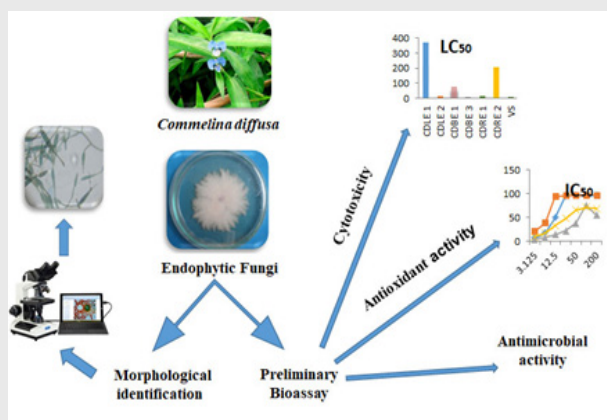 Commelina diffusa
Endophytic Fungi
Morphological
identification
Preliminary
Bioassay
Cytotoxicity
Antioxidant activity
Antimicrobial
activity
LC50
400
300
200
100
0
CDLE 1
CDLE 2
CDBE 1
CDBE 3
CDRE 1
CDRE 2
VS
IC50
150
100
50
0
3.125
12.5
50
200